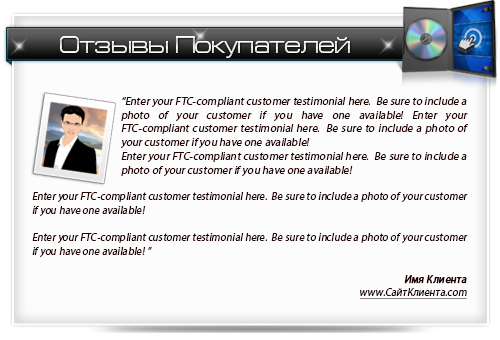 Отзывы Покупателей
“Enter your FTC-compliant customer testimonial here. Be sure to include a
photo of your customer if you have one available! Enter your
FTC-compliant customer testimonial here. Be sure to include a photo of
your customer if you have one available!
Enter your FTC-compliant customer testimonial here. Be sure to include a
photo of your customer if you have one available!
Enter your FTC-compliant customer testimonial here. Be sure to include a photo of your customer
if you have one available!
Enter your FTC-compliant customer testimonial here. Be sure to include a photo of your customer
if you have one available! ”
Имя Клиента
www.СайтКлиента.com